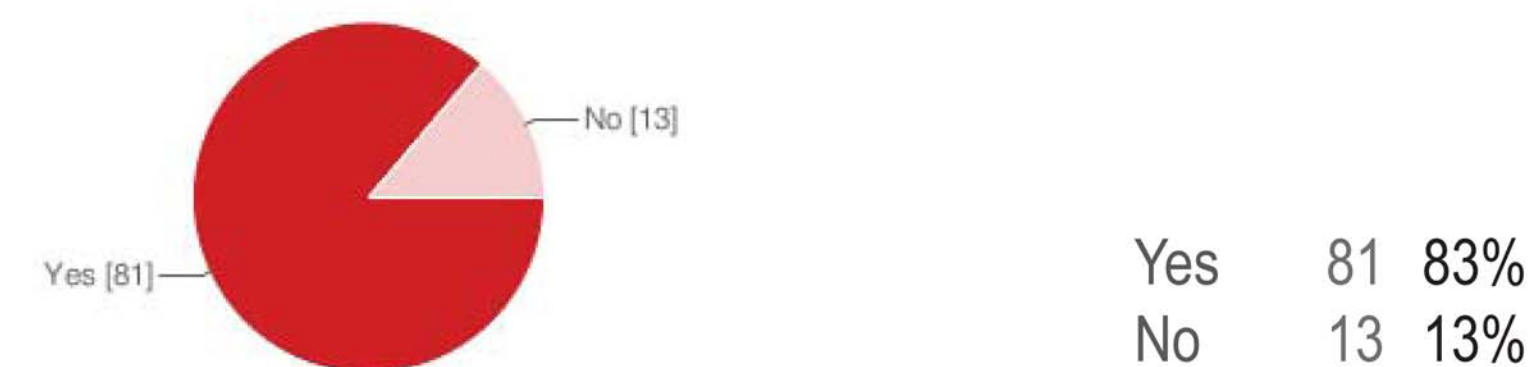 No [13]
Yes [81]
Yes 81 83%
No 13 13%